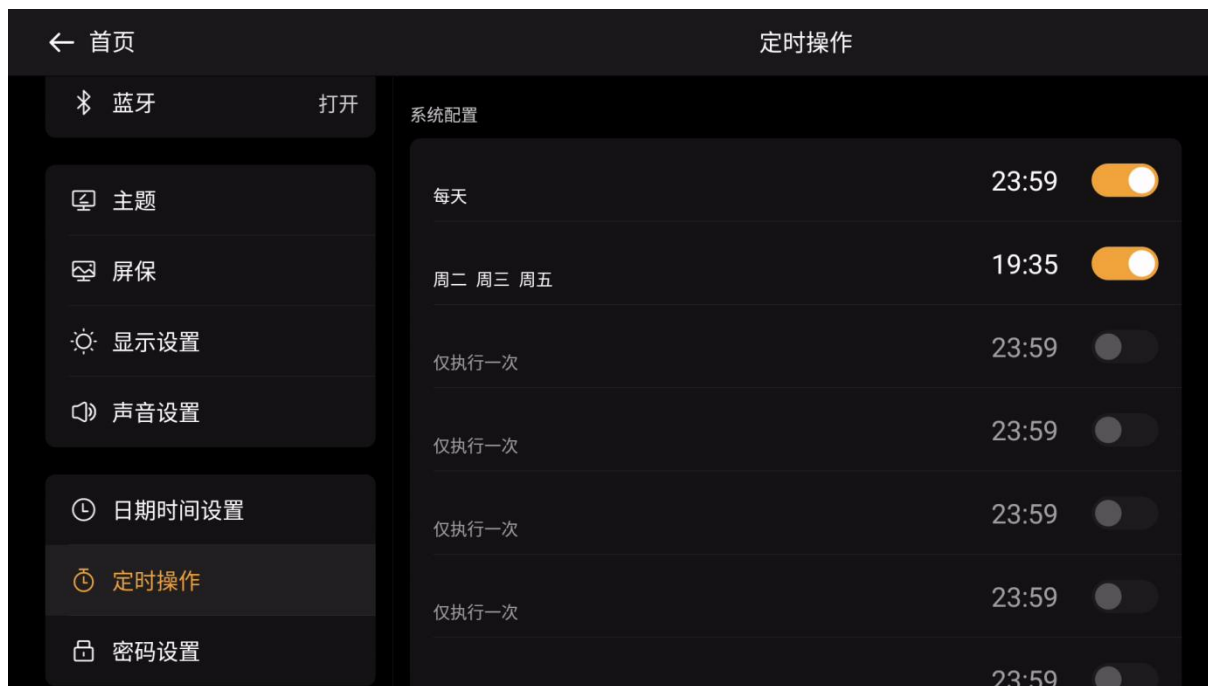 首页
定时操作
蓝牙 打开
主题
屏保
显示设置
声音设置
日期时间设置
定时操作
密码设置
系统配置
每天 23:59
周二 周三 周五 19:35
仅执行一次 23:59
仅执行一次 23:59
仅执行一次 23:59
仅执行一次 23:59
23:59